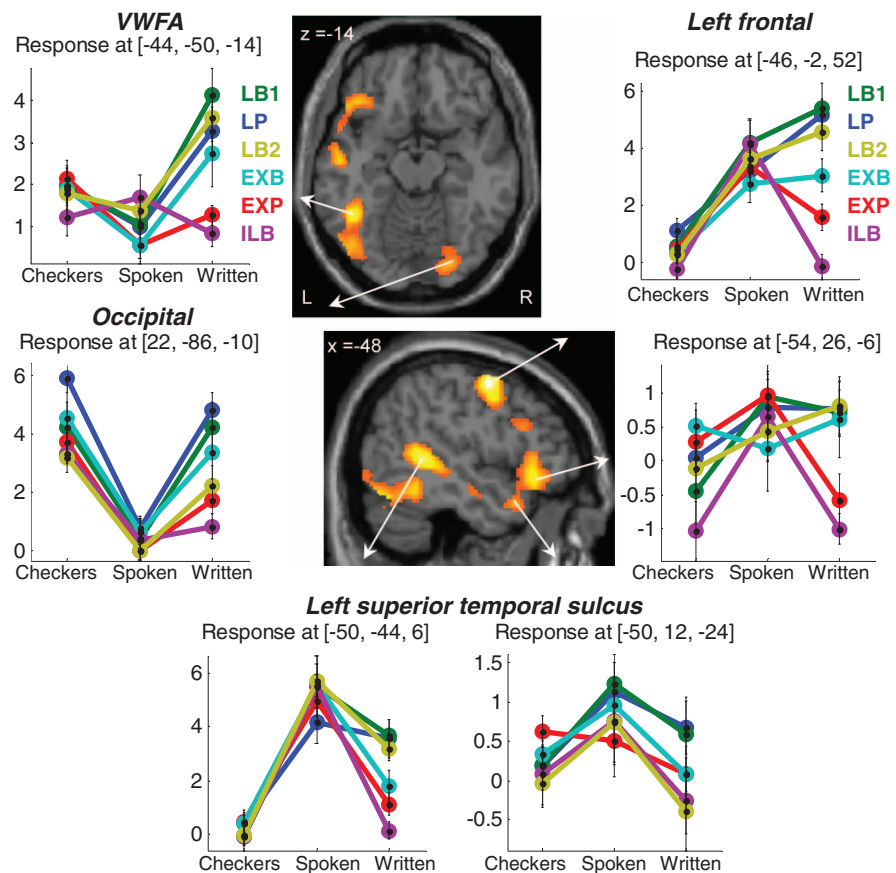 VWFA
Response at [-44, -50, -14]
4
3
2
1
Checkers Spoken Written
LB1
LP
LB2
EXB
EXP
ILB
z =-14
L
R
Left frontal
Response at [-46, -2, 52]
6
4
2
0
Checkers Spoken Written
LB1
LP
LB2
EXB
EXP
ILB
Occipital
Response at [22, -86, -10]
6
4
2
0
Checkers Spoken Written
x =-48
Response at [-54, 26, -6]
1
0.5
0
-0.5
-1
Checkers Spoken Written
Left superior temporal sulcus
Response at [-50, -44, 6]
6
4
2
0
Checkers Spoken Written
Response at [-50, 12, -24]
1.5
1
0.5
0
-0.5
Checkers Spoken Written